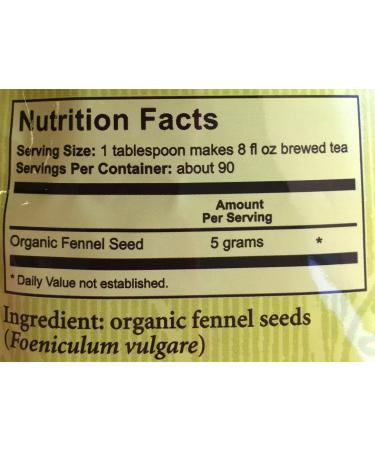 Nutrition Facts
Serving Size: 1 tablespoon makes 8 fl oz brewed tea
Servings Per Container: about 90
Amount
Per Serving
Organic Fennel Seed 5 grams *
* Daily Value not established.
Ingredient: organic fennel seeds
(Foeniculum vulgare)